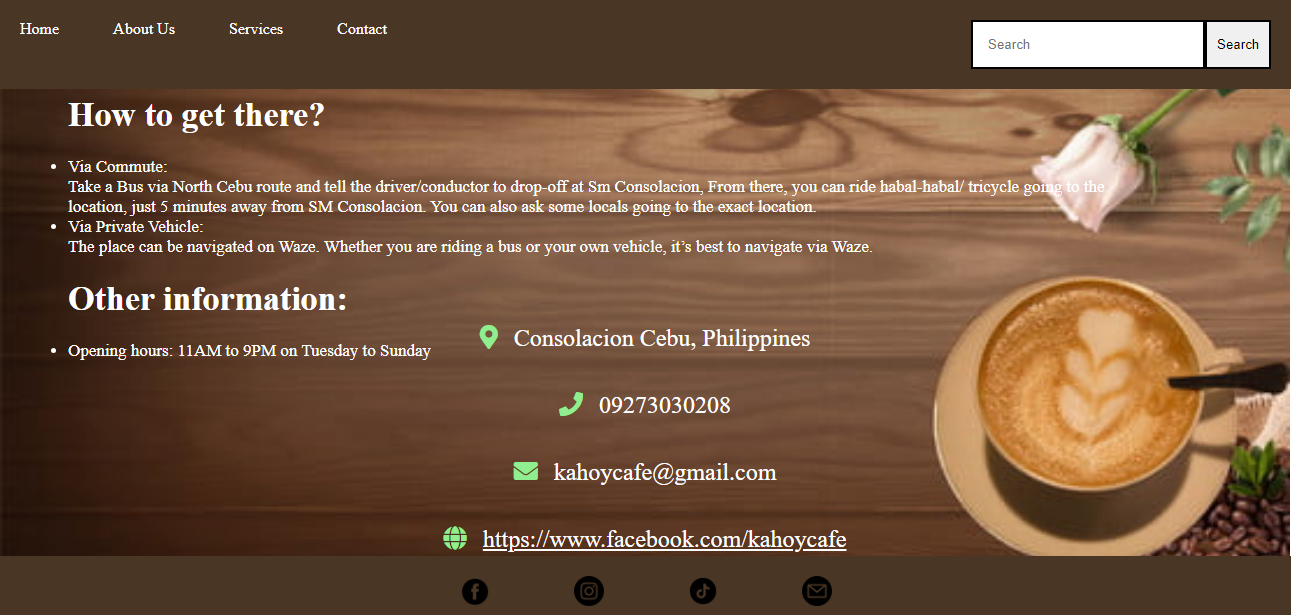 Home About Us Services Contact
Search Search
How to get there?
Via Commute:
Take a Bus via North Cebu route and tell the driver/conductor to drop-off at Sm Consolacion, From there, you can ride habal-habal/ tricycle going to the
location, just 5 minutes away from SM Consolacion. You can also ask some locals going to the exact location.
Via Private Vehicle:
The place can be navigated on Waze. Whether you are riding a bus or your own vehicle, it’s best to navigate via Waze.
Other information:
Opening hours: 11AM to 9PM on Tuesday to Sunday
Consolacion Cebu, Philippines
09273030208
kahoycafe@gmail.com
https://www.facebook.com/kahoycafe